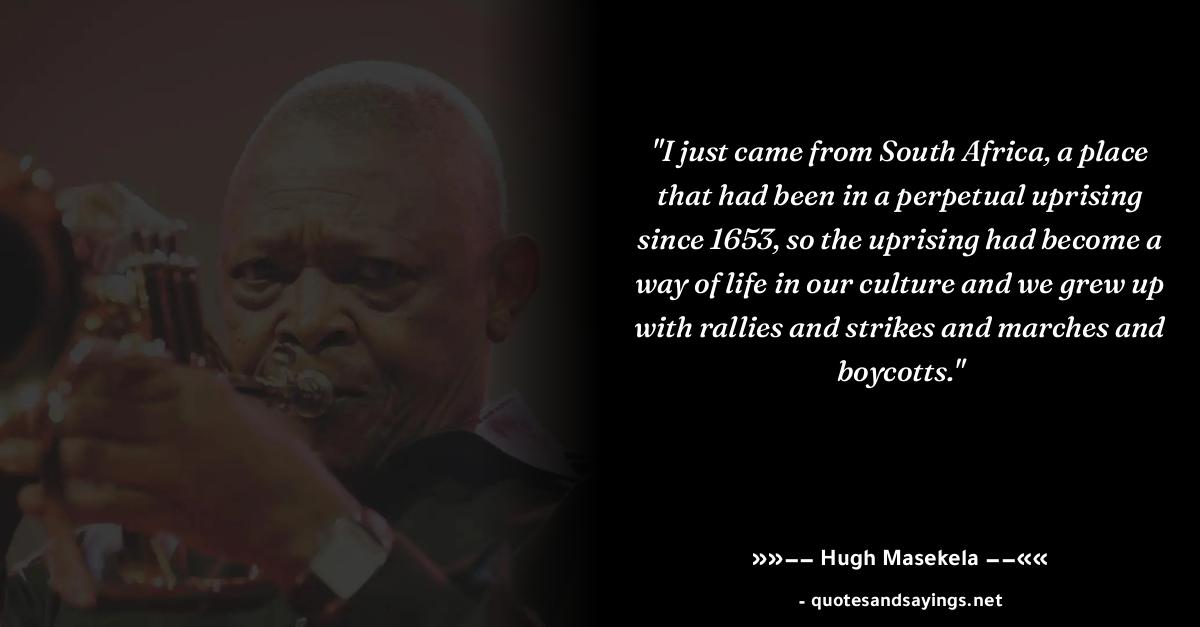 "I just came from South Africa, a place
that had been in a perpetual uprising
since 1653, so the uprising had become a
way of life in our culture and we grew up
with rallies and strikes and marches and
boycotts."
»»–– Hugh Masekela ––««
- quotesandsayings.net